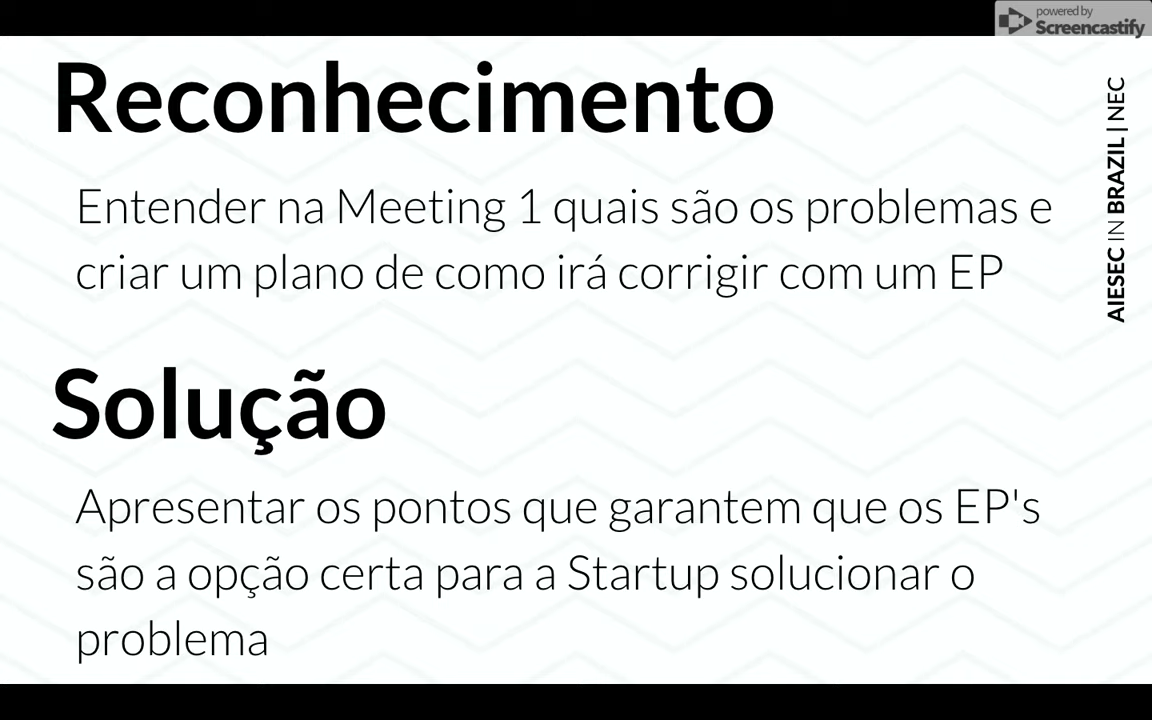 powered by
Screencastify
Reconhecimento
Entender na Meeting 1 quais são os problemas e
criar um plano de como irá corrigir com um EP
Solução
Apresentar os pontos que garantem que os EP's
são a opção certa para a Startup solucionar o
problema
AIESEC IN BRAZIL | NEC